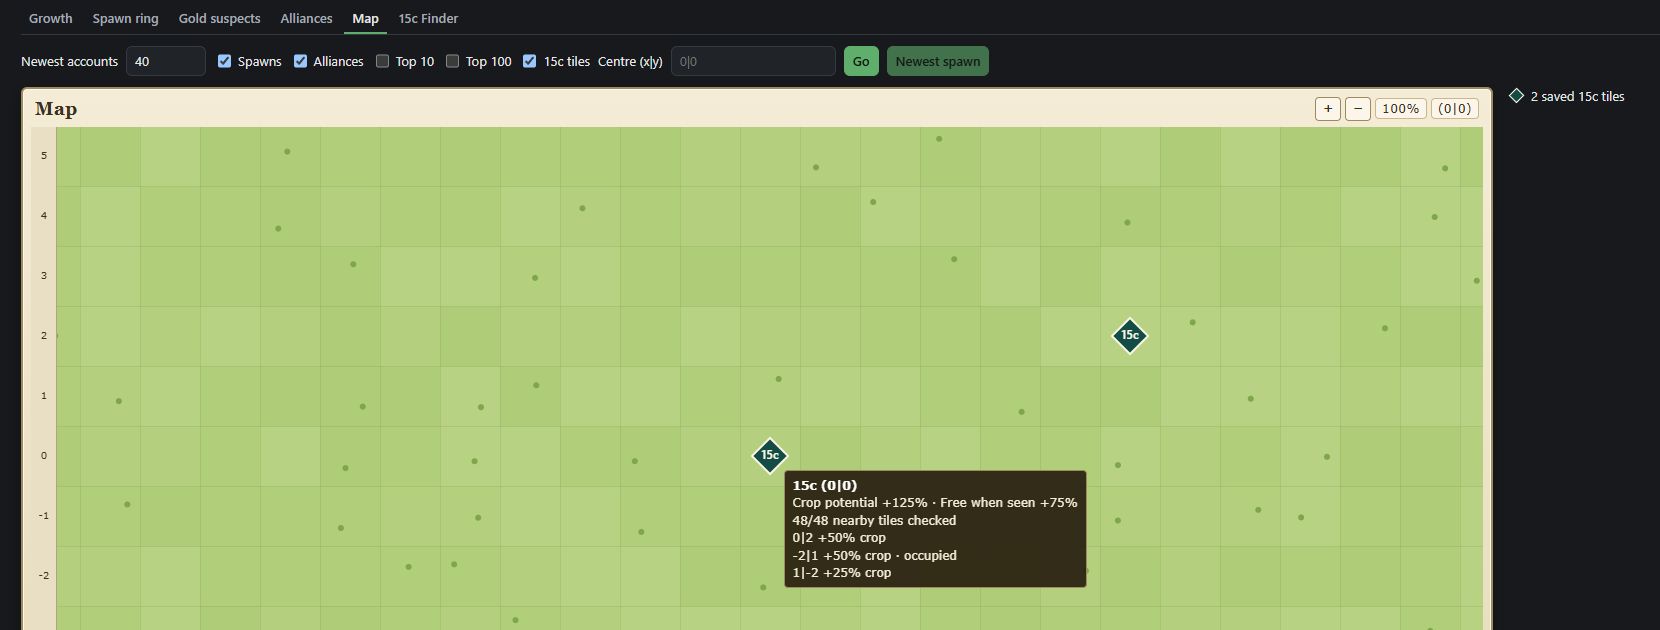 Growth Spawn ring Gold suspects Alliances Map 15c Finder
Newest accounts 40 Spawns Alliances Top 10 Top 100 15c tiles Centre (x|y) 0|0 Go Newest spawn
Map + − 100% (0|0)
2 saved 15c tiles
5
4
3
2
15c
1
0
15c
-1
-2
15c (0|0)
Crop potential +125% · Free when seen +75%
48/48 nearby tiles checked
0|2 +50% crop
-2|1 +50% crop · occupied
1|-2 +25% crop